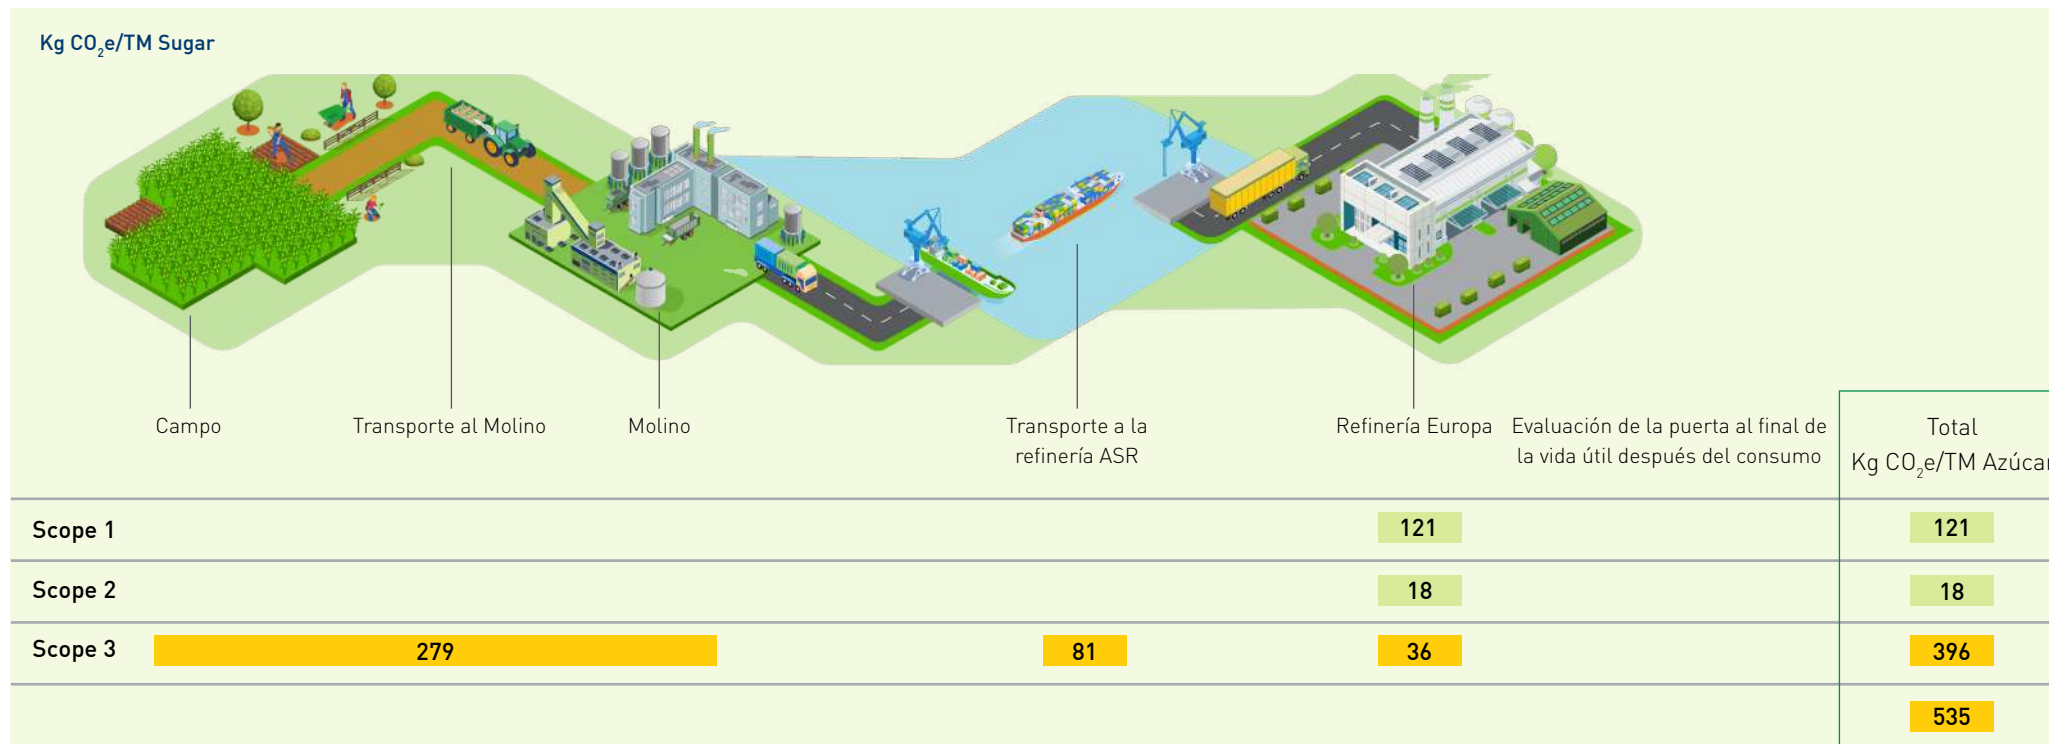 Kg CO₂e/TM Sugar
Campo
Transporte al Molino
Molino
Transporte a la
refinería ASR
Refinería Europa
Evaluación de la puerta al final de
la vida útil después del consumo
Total
Kg CO₂e/TM Azúcar
Scope 1
121
121
Scope 2
18
18
Scope 3
279
81
36
396
535